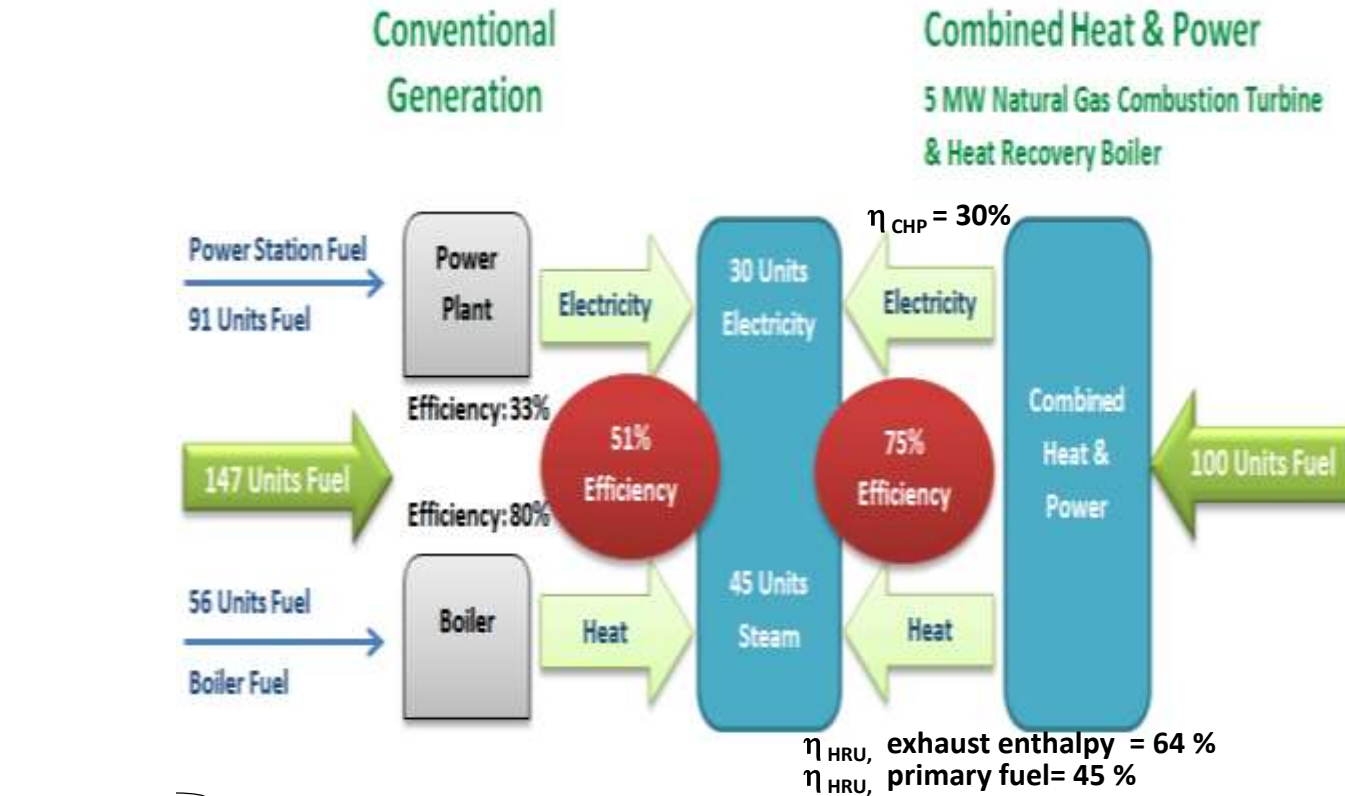 Conventional
Generation
Combined Heat & Power
5 MW Natural Gas Combustion Turbine
& Heat Recovery Boiler
η CHP = 30%
Power Station Fuel
91 Units Fuel
Power
Plant
Electricity
30 Units
Electricity
Electricity
Efficiency: 33%
147 Units Fuel
51%
Efficiency
75%
Efficiency
Combined
Heat &
Power
100 Units Fuel
Efficiency: 80%
56 Units Fuel
Boiler Fuel
Boiler
Heat
45 Units
Steam
Heat
η HRU, exhaust enthalpy = 64 %
η HRU, primary fuel= 45 %